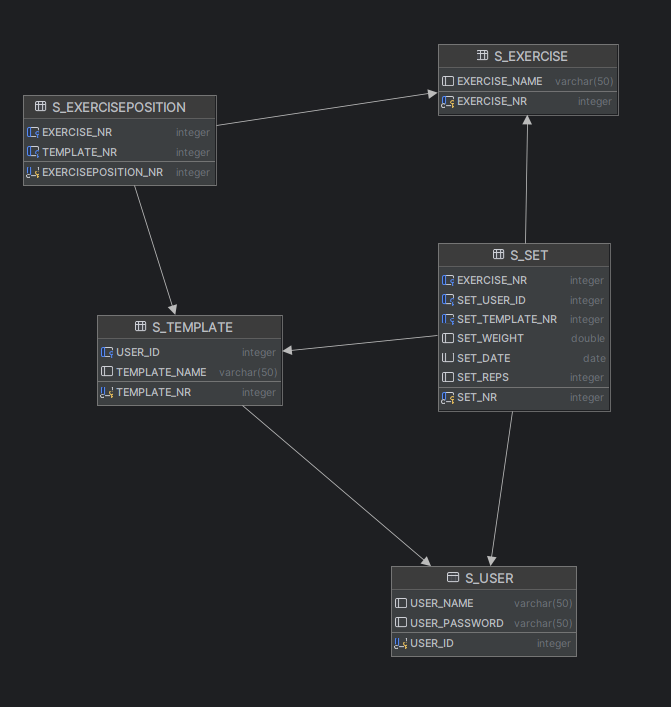 S_EXERCISE
EXERCISE_NAME varchar(50)
EXERCISE_NR integer
S_EXERCISEPOSITION
EXERCISE_NR integer
TEMPLATE_NR integer
EXERCISEPOSITION_NR integer
S_SET
EXERCISE_NR integer
SET_USER_ID integer
SET_TEMPLATE_NR integer
SET_WEIGHT double
SET_DATE date
SET_REPS integer
SET_NR integer
S_TEMPLATE
USER_ID integer
TEMPLATE_NAME varchar(50)
TEMPLATE_NR integer
S_USER
USER_NAME varchar(50)
USER_PASSWORD varchar(50)
USER_ID integer